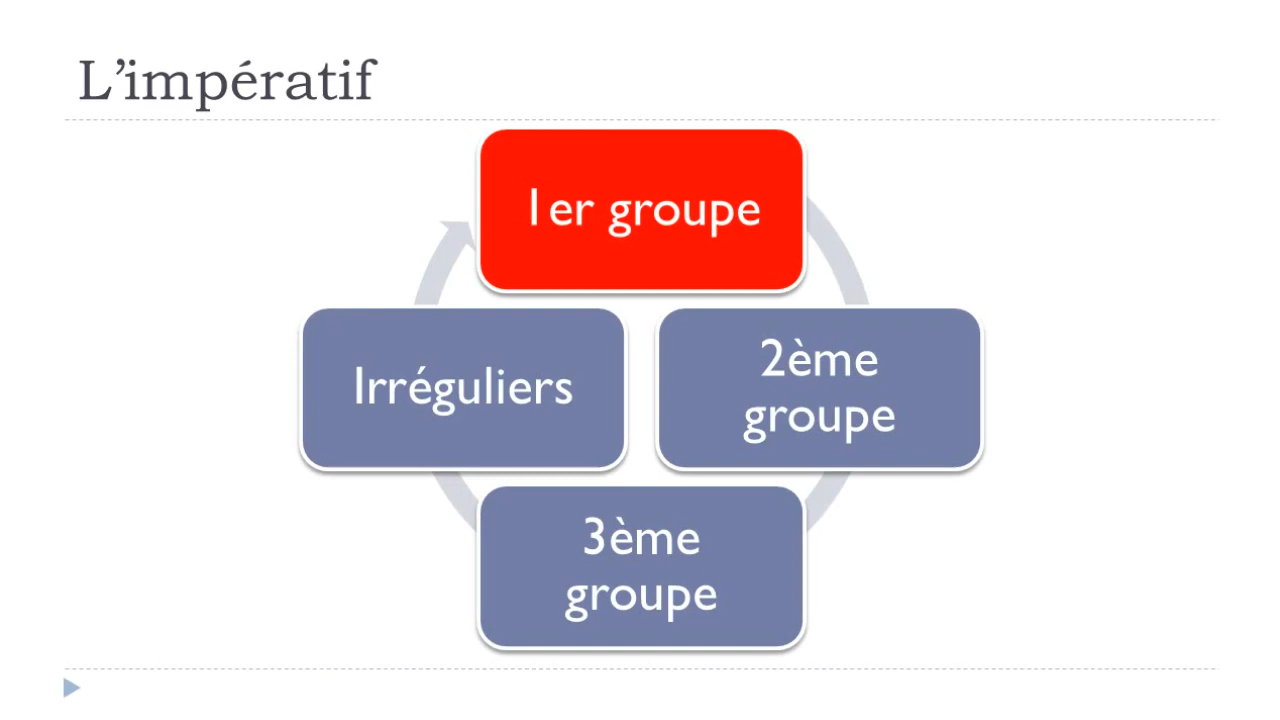 L’impératif
1er groupe
Irréguliers
2ème
groupe
3ème
groupe